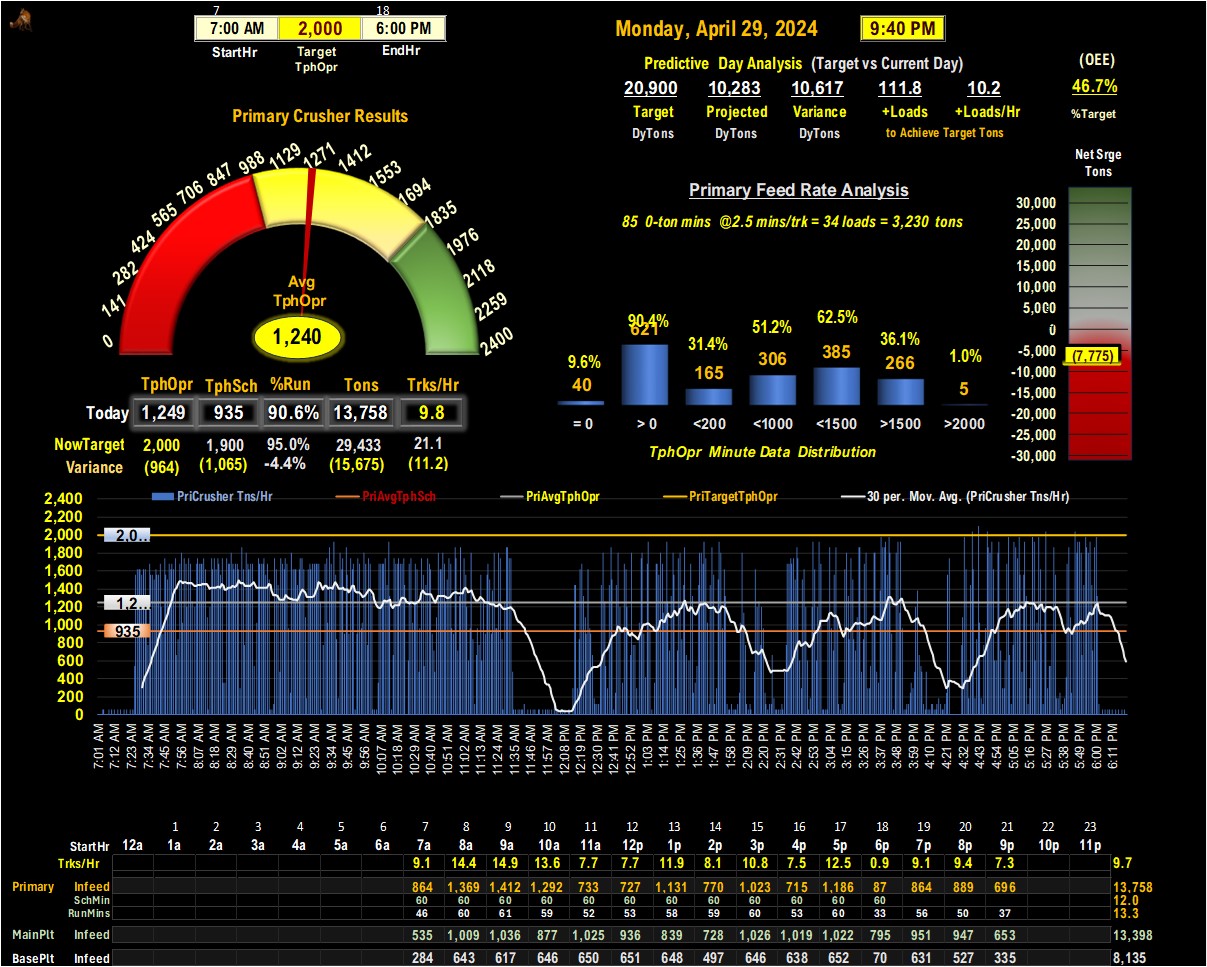 7 18
7:00 AM 2,000 6:00 PM
StartHr Target TphOpr EndHr
Monday, April 29, 2024 9:40 PM
Predictive Day Analysis (Target vs Current Day)
20,900 10,283 10,617 111.8 10.2
Target Projected Variance +Loads +Loads/Hr
DyTons DyTons DyTons to Achieve Target Tons
(OEE)
46.7%
%Target
Primary Crusher Results
0 141 282 424 565 706 847 988 1129 1271 1412 1553 1694 1835 1976 2118 2259 2400
Avg
TphOpr
1,240
TphOpr TphSch %Run Tons Trks/Hr
Today 1,249 935 90.6% 13,758 9.8
NowTarget 2,000 1,900 95.0% 29,433 21.1
Variance (964) (1,065) -4.4% (15,675) (11.2)
Primary Feed Rate Analysis
85 0-ton mins @2.5 mins/trk = 34 loads = 3,230 tons
9.6% 90.4% 31.4% 51.2% 62.5% 36.1% 1.0%
40 621 165 306 385 266 5
= 0 > 0 <200 <1000 <1500 >1500 >2000
TphOpr Minute Data Distribution
Net Srge
Tons
30,000
25,000
20,000
15,000
10,000
5,000
0
-5,000
(7,775)
-10,000
-15,000
-20,000
-25,000
-30,000
PriCrusher Tns/Hr PriAvgTphSch PriAvgTphOpr PriTargetTphOpr 30 per. Mov. Avg. (PriCrusher Tns/Hr)
2,400
2,200
2,000
1,800
1,600
1,400
1,200
1,000
800
600
400
200
0
2,0..
1,2..
935
7:01 AM 7:12 AM 7:23 AM 7:34 AM 7:45 AM 7:56 AM 8:07 AM 8:18 AM 8:29 AM 8:40 AM 8:51 AM 9:02 AM 9:12 AM 9:23 AM 9:34 AM 9:45 AM 9:56 AM 10:07 AM 10:18 AM 10:29 AM 10:40 AM 10:51 AM 11:02 AM 11:13 AM 11:24 AM 11:35 AM 11:46 AM 11:57 AM 12:08 PM 12:19 PM 12:30 PM 12:41 PM 12:52 PM 1:03 PM 1:14 PM 1:25 PM 1:36 PM 1:47 PM 1:58 PM 2:09 PM 2:20 PM 2:31 PM 2:42 PM 2:53 PM 3:04 PM 3:15 PM 3:26 PM 3:37 PM 3:48 PM 3:59 PM 4:10 PM 4:21 PM 4:32 PM 4:43 PM 4:54 PM 5:05 PM 5:16 PM 5:27 PM 5:38 PM 5:49 PM 6:00 PM 6:11 PM
1 2 3 4 5 6 7 8 9 10 11 12 13 14 15 16 17 18 19 20 21 22 23
StartHr 12a 1a 2a 3a 4a 5a 6a 7a 8a 9a 10a 11a 12p 1p 2p 3p 4p 5p 6p 7p 8p 9p 10p 11p
Trks/Hr 9.1 14.4 14.9 13.6 7.7 7.7 11.9 8.1 10.8 7.5 12.5 0.9 9.1 9.4 7.3 9.7
Primary Infeed 864 1,369 1,412 1,292 733 727 1,131 770 1,023 715 1,186 87 864 889 696 13,758
SchMin 60 60 60 60 60 60 60 60 60 60 60 60 12.0
RunMins 46 60 61 59 52 53 58 59 60 53 60 33 56 50 37 13.3
MainPlt Infeed 535 1,009 1,036 877 1,025 936 839 728 1,026 1,019 1,022 795 951 947 653 13,398
BasePlt Infeed 284 643 617 646 650 651 648 497 646 638 652 70 631 527 335 8,135